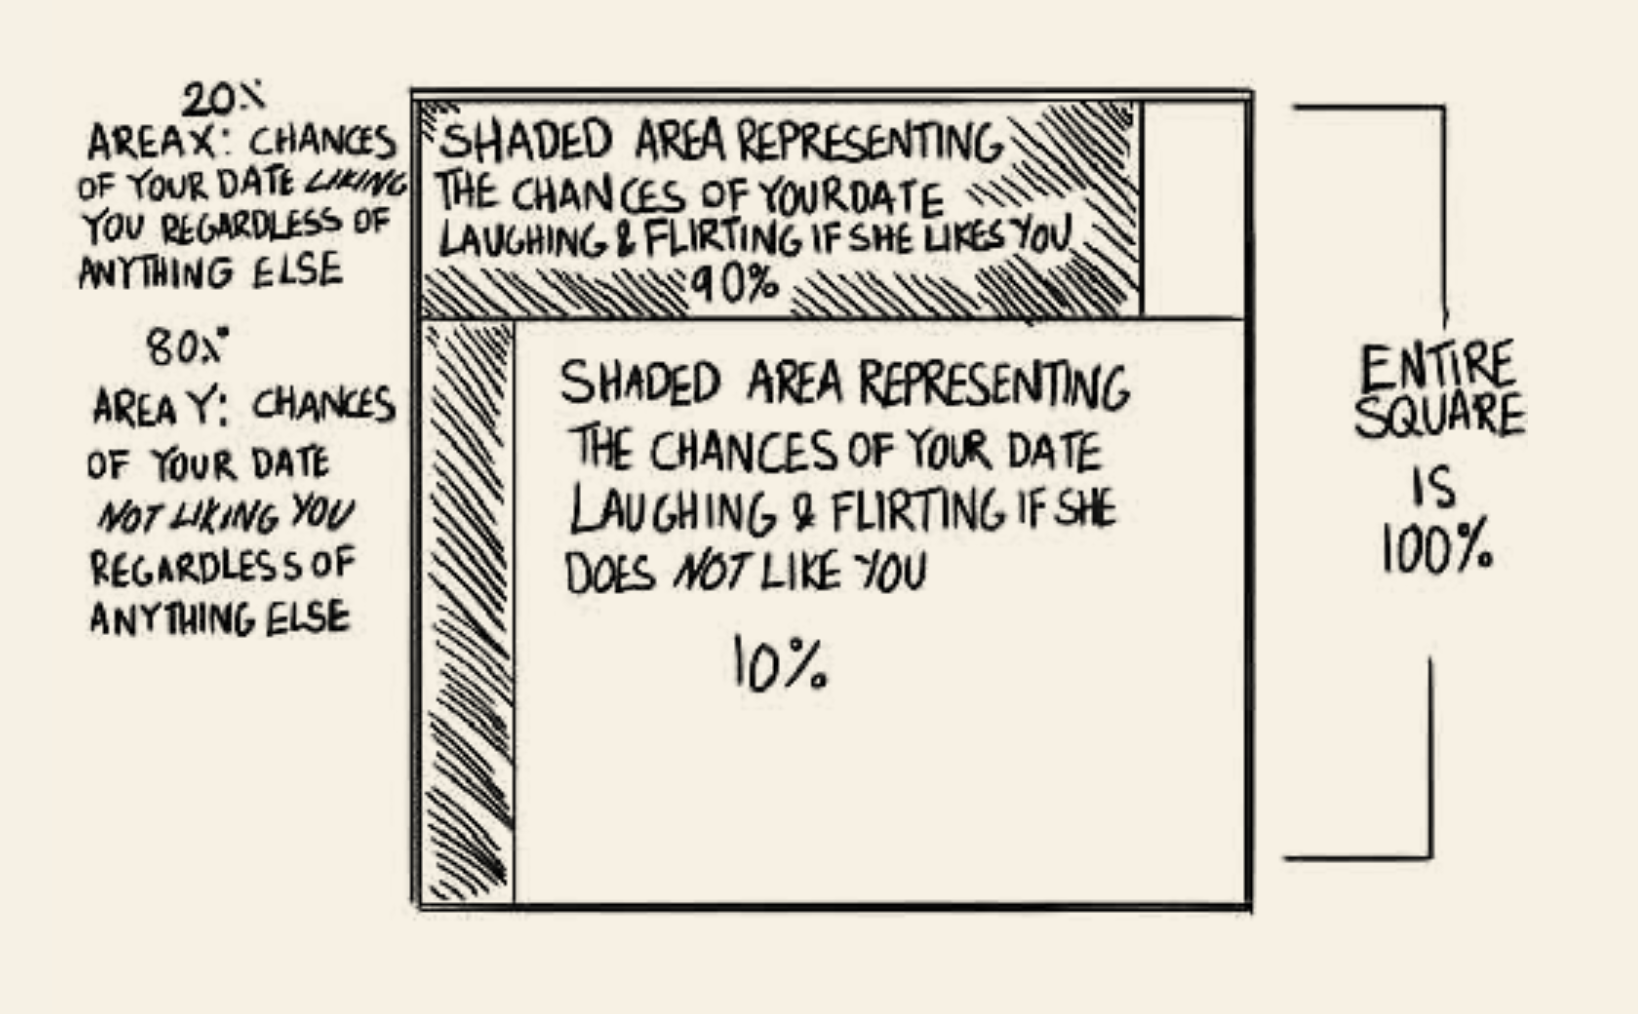 20%
AREA X: CHANCES
OF YOUR DATE LIKING
YOU REGARDLESS OF
ANYTHING ELSE
80%
AREA Y: CHANCES
OF YOUR DATE
NOT LIKING YOU
REGARDLESS OF
ANYTHING ELSE
SHADED AREA REPRESENTING
THE CHANCES OF YOUR DATE
LAUGHING & FLIRTING IF SHE LIKES YOU
90%
SHADED AREA REPRESENTING
THE CHANCES OF YOUR DATE
LAUGHING & FLIRTING IF SHE
DOES NOT LIKE YOU
10%
ENTIRE
SQUARE
IS
100%